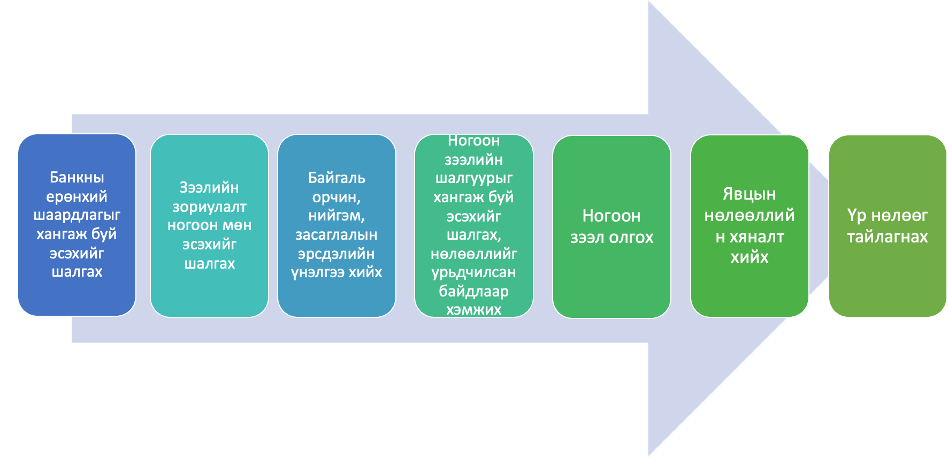 Банкны
ерөнхий
шаардлагыг
хангаж буй
эсэхийг
шалгах
Зээлийн
зориулалт
ногоон мөн
эсэхийг
шалгах
Байгаль
орчин,
нийгэм,
засаглалын
эрсдэлийн
үнэлгээ хийх
Ногоон
зээлийн
шалгуурыг
хангаж буй
эсэхийг
шалгах,
нөлөөллийг
урьдчилсан
байдлаар
хэмжих
Ногоон
зээл олгох
Явцын
нөлөөллий
н хяналт
хийх
Үр нөлөөг
тайлагнах